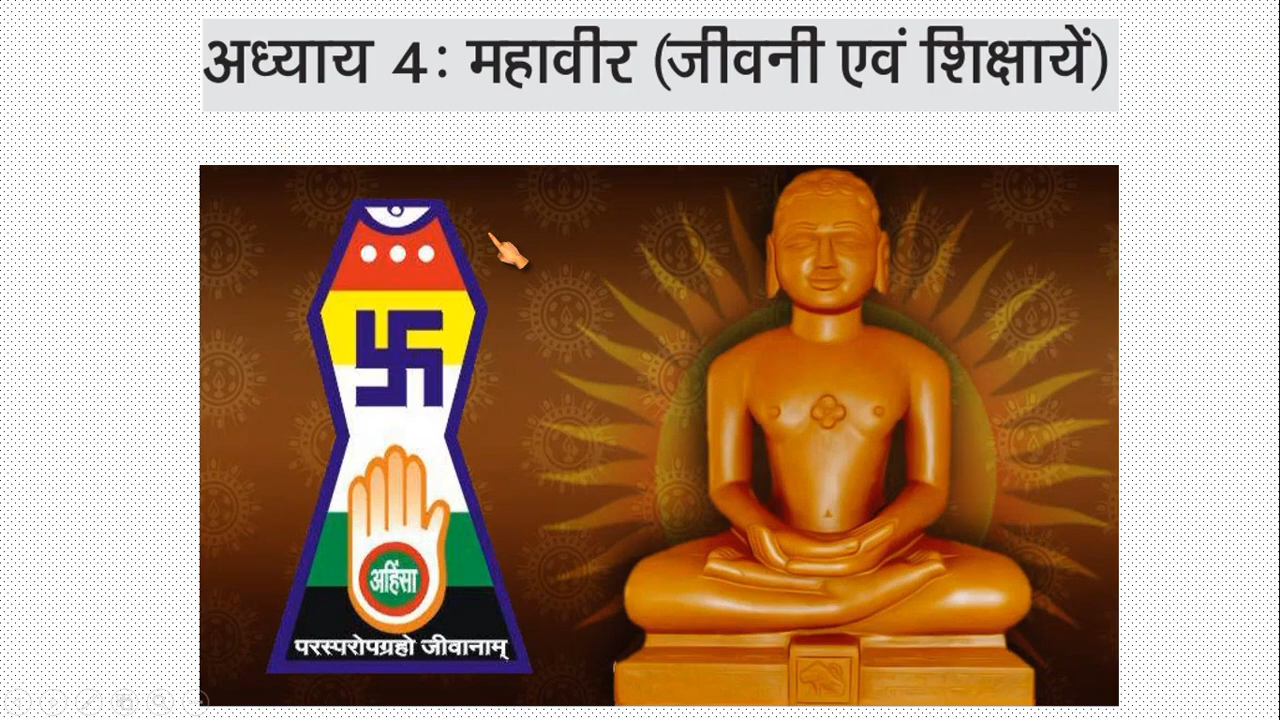 अध्याय 4: महावीर (जीवनी एवं शिक्षायें)
अहिंसा
परस्परोपग्रहो जीवानाम्